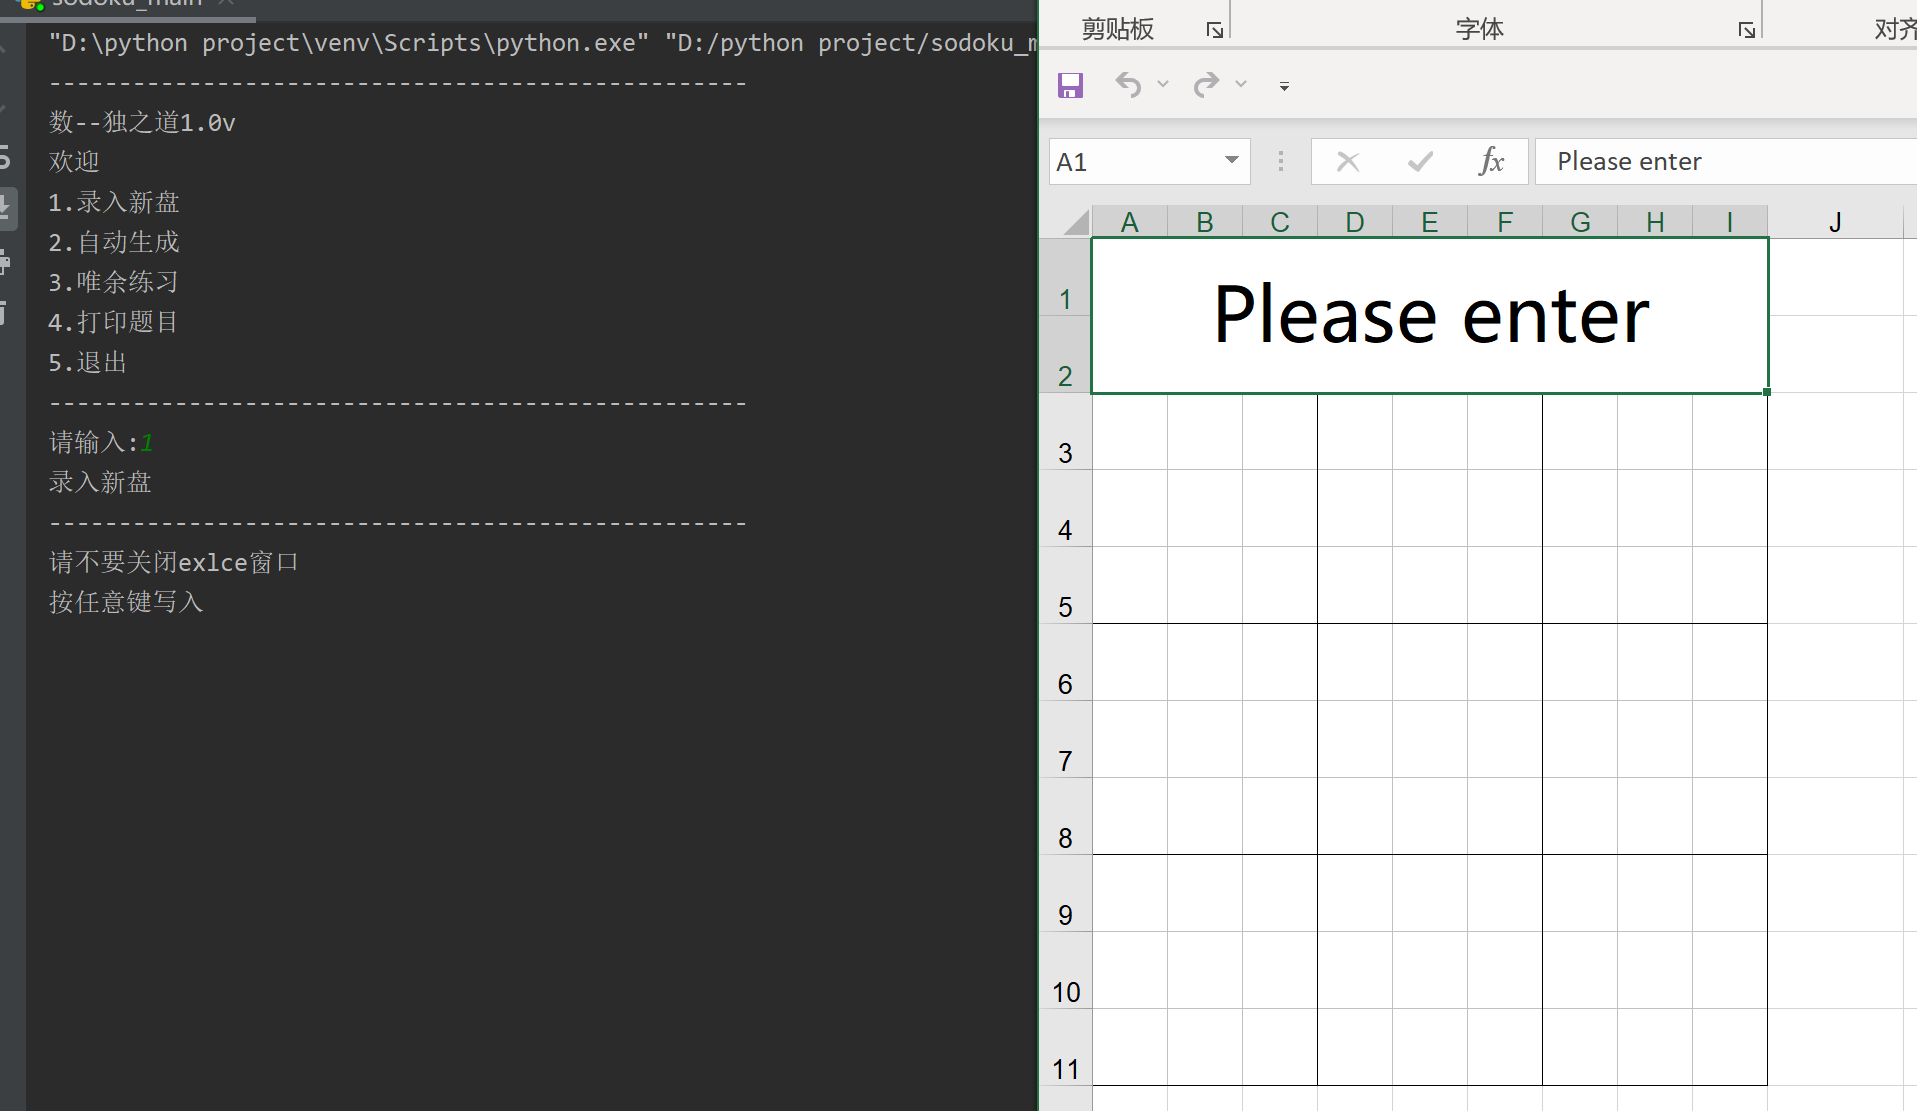 sodoku_main
"D:\python project\venv\Scripts\python.exe" "D:/python project/sodoku_m
--------------------------------------------------
数--独之道1.0v
欢迎
1.录入新盘
2.自动生成
3.唯余练习
4.打印题目
5.退出
--------------------------------------------------
请输入:1
录入新盘
--------------------------------------------------
请不要关闭exlce窗口
按任意键写入
剪贴板 字体 对齐
A1 fx Please enter
A B C D E F G H I J
Please enter
1
2
3
4
5
6
7
8
9
10
11